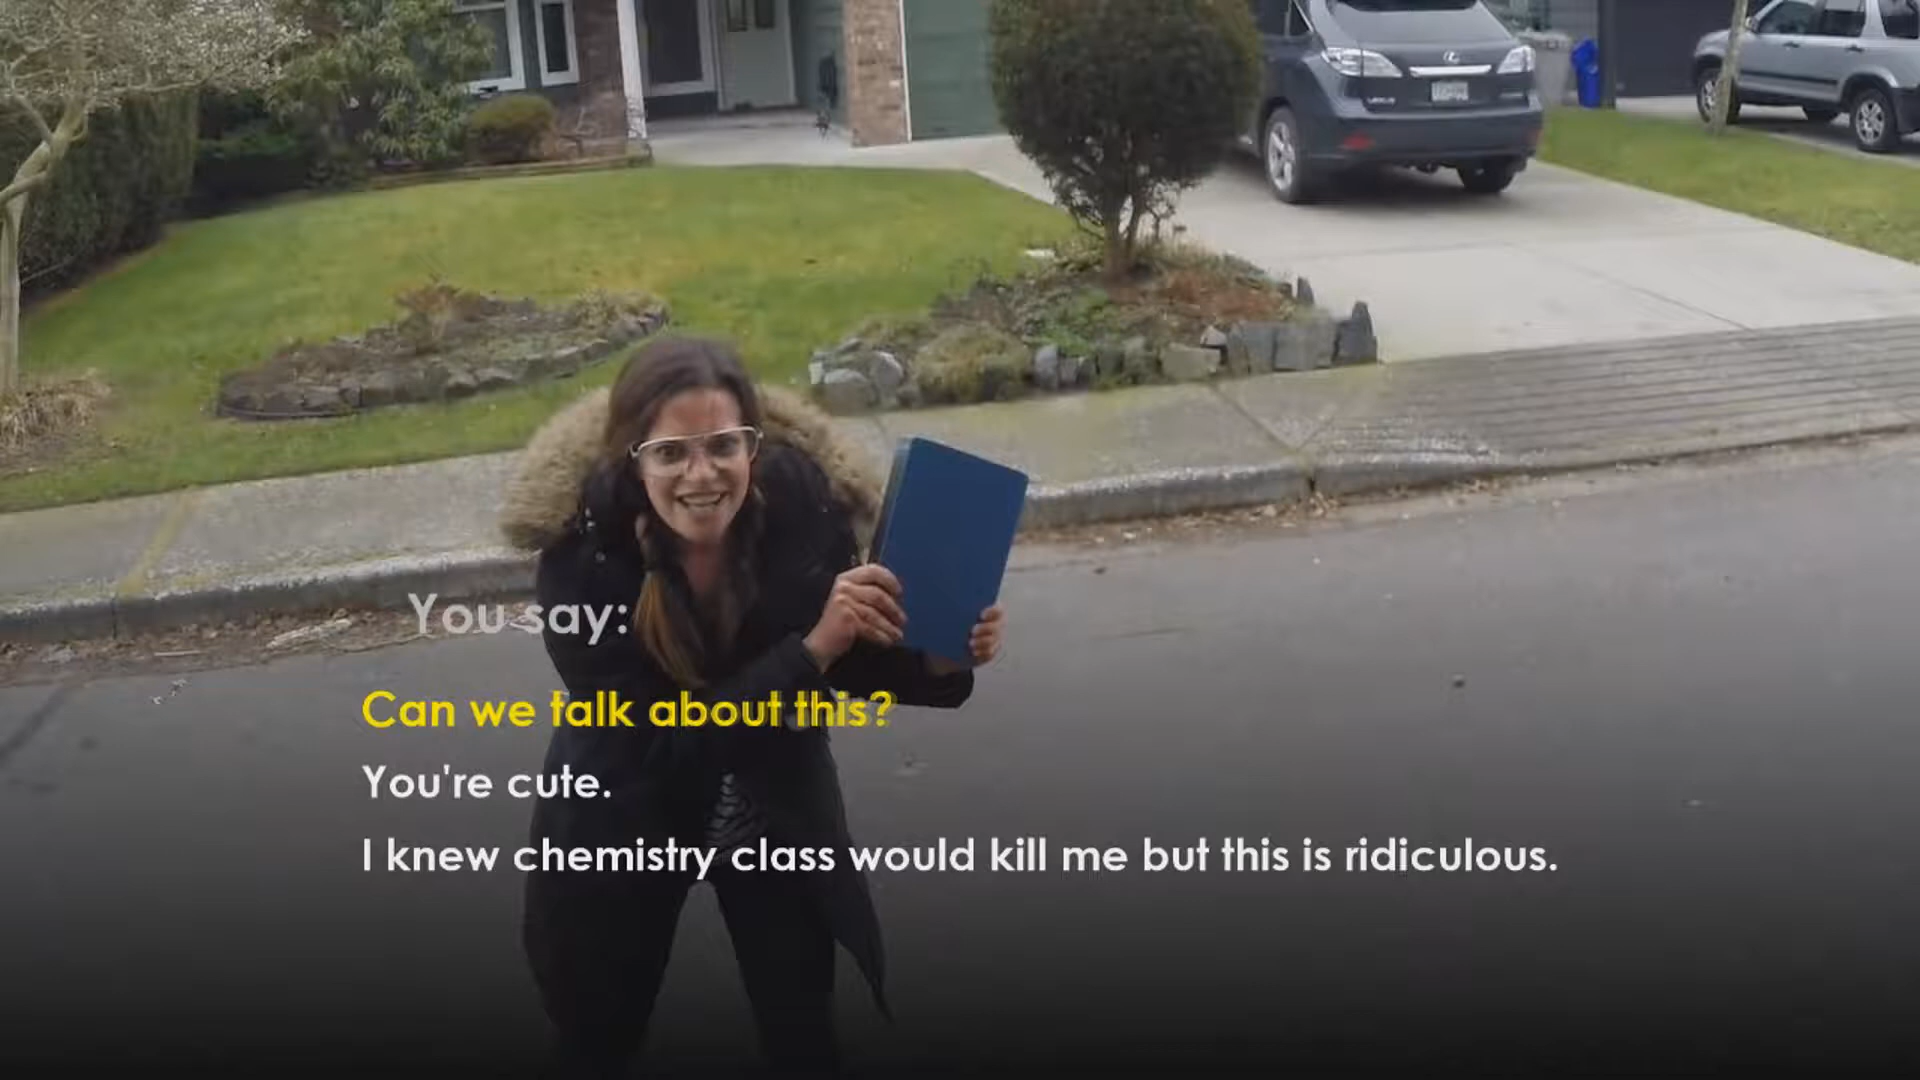 You say:
Can we talk about this?
You're cute.
I knew chemistry class would kill me but this is ridiculous.